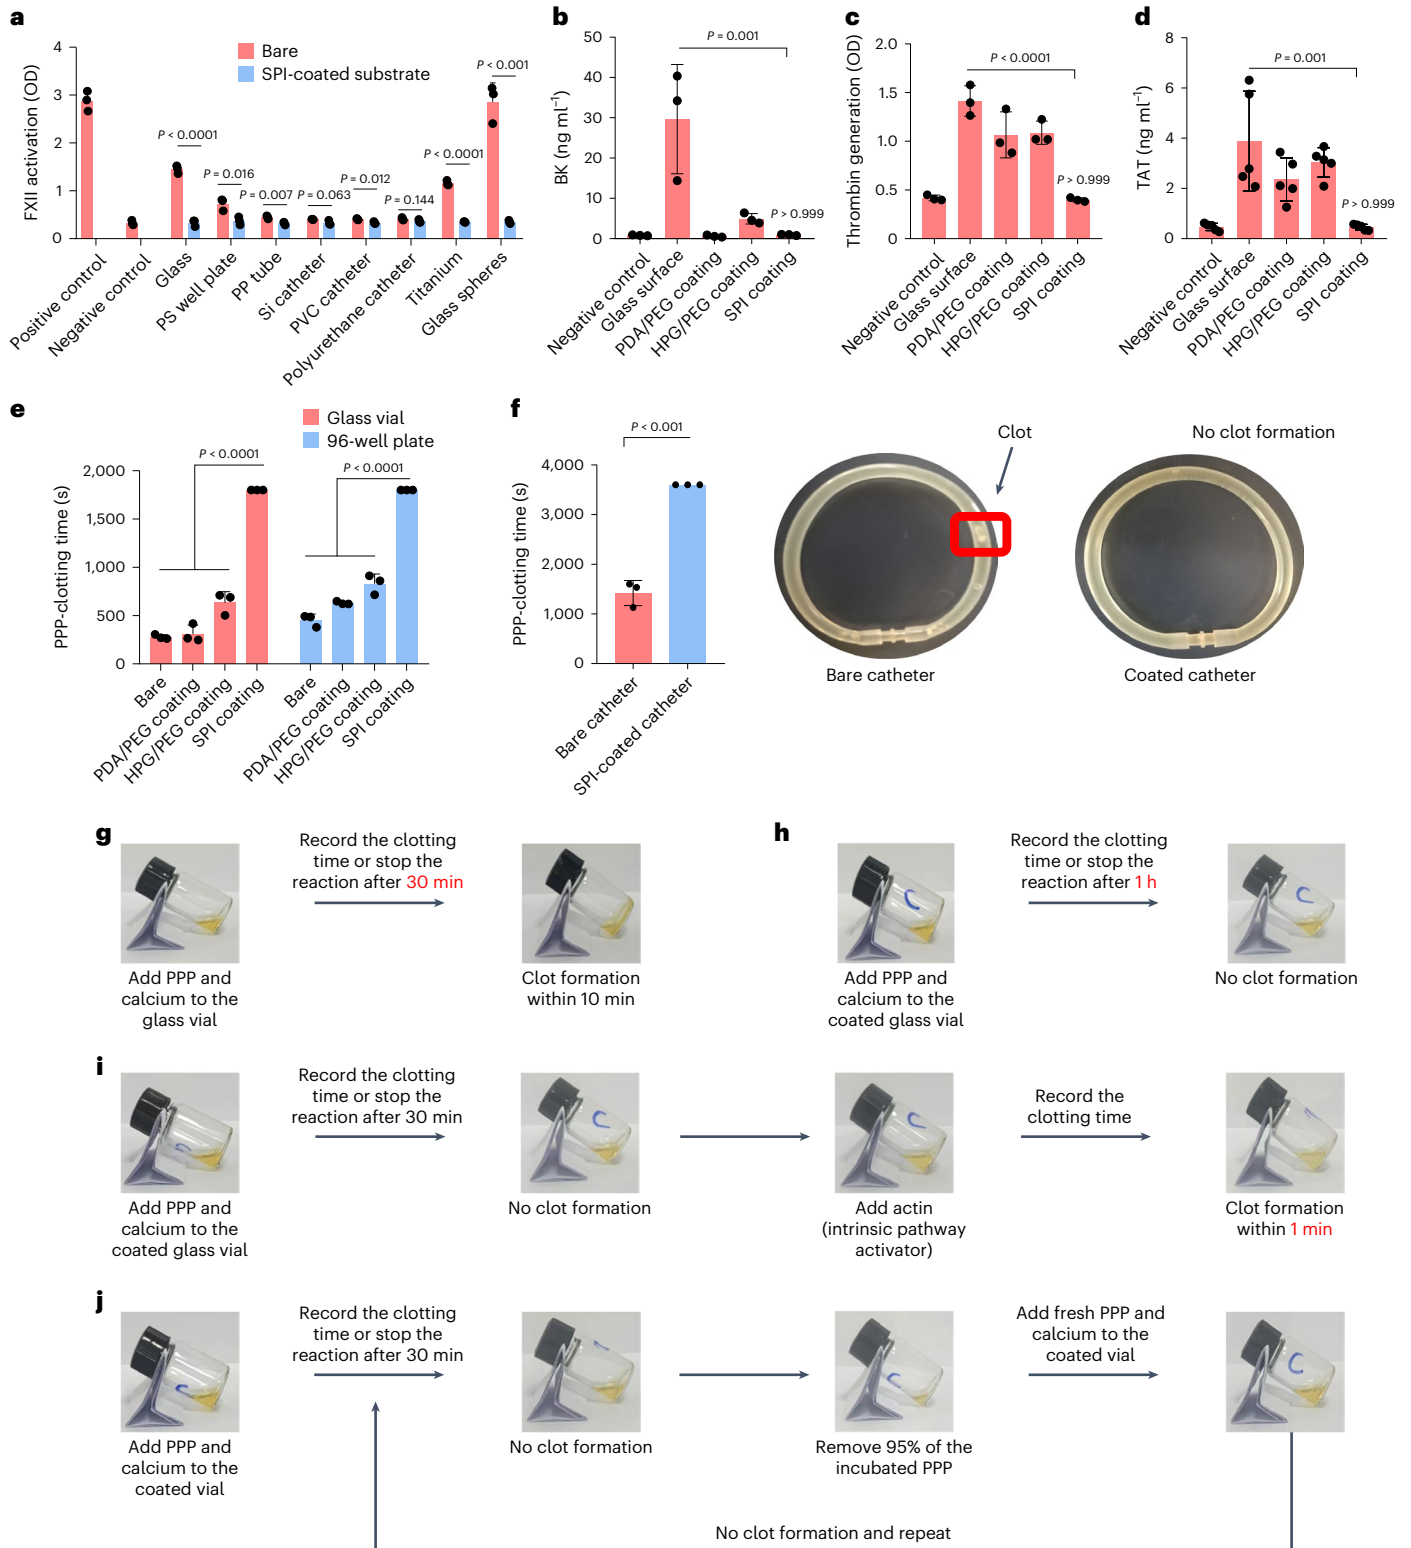 a
FXII activation (OD)
4
3
2
1
0
Bare
SPI-coated substrate
P < 0.0001
P = 0.016
P = 0.007
P = 0.063
P = 0.012
P = 0.144
P < 0.0001
P < 0.001
Positive control
Negative control
Glass
PS well plate
PP tube
Si catheter
PVC catheter
Polyurethane catheter
Titanium
Glass spheres
b
BK (ng ml⁻¹)
50
40
30
20
10
0
P = 0.001
P > 0.999
Negative control
Glass surface
PDA/PEG coating
HPG/PEG coating
SPI coating
c
Thrombin generation (OD)
2.0
1.5
1.0
0.5
0
P < 0.0001
P > 0.999
Negative control
Glass surface
PDA/PEG coating
HPG/PEG coating
SPI coating
d
TAT (ng ml⁻¹)
8
6
4
2
0
P = 0.001
P > 0.999
Negative control
Glass surface
PDA/PEG coating
HPG/PEG coating
SPI coating
e
Glass vial
96-well plate
PPP-clotting time (s)
2,000
1,500
1,000
500
0
P < 0.0001
P < 0.0001
Bare
PDA/PEG coating
HPG/PEG coating
SPI coating
Bare
PDA/PEG coating
HPG/PEG coating
SPI coating
f
PPP-clotting time (s)
4,000
3,000
2,000
1,000
0
P < 0.001
Bare catheter
SPI-coated catheter
Clot
No clot formation
Bare catheter
Coated catheter
g
Add PPP and
calcium to the
glass vial
Record the clotting
time or stop the
reaction after 30 min
Clot formation
within 10 min
h
C
Add PPP and
calcium to the
coated glass vial
Record the clotting
time or stop the
reaction after 1 h
C
No clot formation
i
Add PPP and
calcium to the
coated glass vial
Record the clotting
time or stop the
reaction after 30 min
C
No clot formation
C
Add actin
(intrinsic pathway
activator)
Record the
clotting time
Clot formation
within 1 min
j
C
Add PPP and
calcium to the
coated vial
Record the clotting
time or stop the
reaction after 30 min
No clot formation
C
Remove 95% of the
incubated PPP
Add fresh PPP and
calcium to the
coated vial
C
No clot formation and repeat